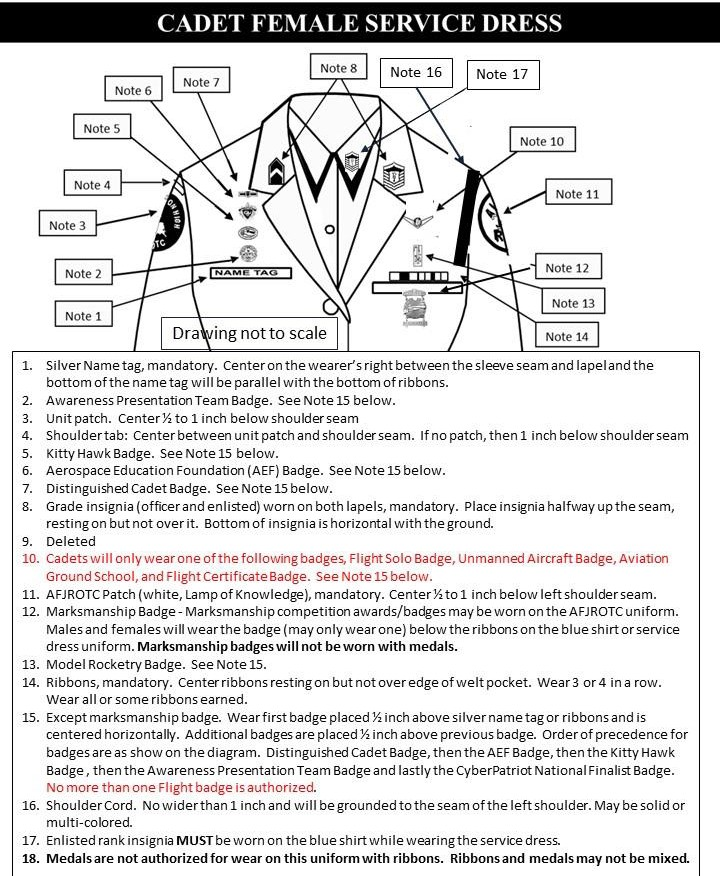 CADET FEMALE SERVICE DRESS
Note 8
Note 16
Note 17
Note 7
Note 6
Note 5
Note 10
Note 4
Note 11
ON HIGH
Note 3
OTC
Note 2
NAME TAG
Note 12
Note 1
Note 13
Drawing not to scale
Note 14
1. Silver Name tag, mandatory. Center on the wearer's right between the sleeve seam and lapel and the
bottom of the name tag will be parallel with the bottom of ribbons.
2. Awareness Presentation Team Badge. See Note 15 below.
3. Unit patch. Center ½ to 1 inch below shoulder seam
4. Shoulder tab: Center between unit patch and shoulder seam. If no patch, then 1 inch below shoulder seam
5. Kitty Hawk Badge. See Note 15 below.
6. Aerospace Education Foundation (AEF) Badge. See Note 15 below.
7. Distinguished Cadet Badge. See Note 15 below.
8. Grade insignia (officer and enlisted) worn on both lapels, mandatory. Place insignia halfway up the seam,
resting on but not over it. Bottom of insignia is horizontal with the ground.
9. Deleted
10. Cadets will only wear one of the following badges, Flight Solo Badge, Unmanned Aircraft Badge, Aviation
Ground School, and Flight Certificate Badge. See Note 15 below.
11. AFJROTC Patch (white, Lamp of Knowledge), mandatory. Center ½ to 1 inch below left shoulder seam.
12. Marksmanship Badge - Marksmanship competition awards/badges may be worn on the AFJROTC uniform.
Males and females will wear the badge (may only wear one) below the ribbons on the blue shirt or service
dress uniform. Marksmanship badges will not be worn with medals.
13. Model Rocketry Badge. See Note 15.
14. Ribbons, mandatory. Center ribbons resting on but not over edge of welt pocket. Wear 3 or 4 in a row.
Wear all or some ribbons earned.
15. Except marksmanship badge. Wear first badge placed ½ inch above silver name tag or ribbons and is
centered horizontally. Additional badges are placed ½ inch above previous badge. Order of precedence for
badges are as show on the diagram. Distinguished Cadet Badge, then the AEF Badge, then the Kitty Hawk
Badge , then the Awareness Presentation Team Badge and lastly the CyberPatriot National Finalist Badge.
No more than one Flight badge is authorized.
16. Shoulder Cord. No wider than 1 inch and will be grounded to the seam of the left shoulder. May be solid or
multi-colored.
17. Enlisted rank insignia MUST be worn on the blue shirt while wearing the service dress.
18. Medals are not authorized for wear on this uniform with ribbons. Ribbons and medals may not be mixed.